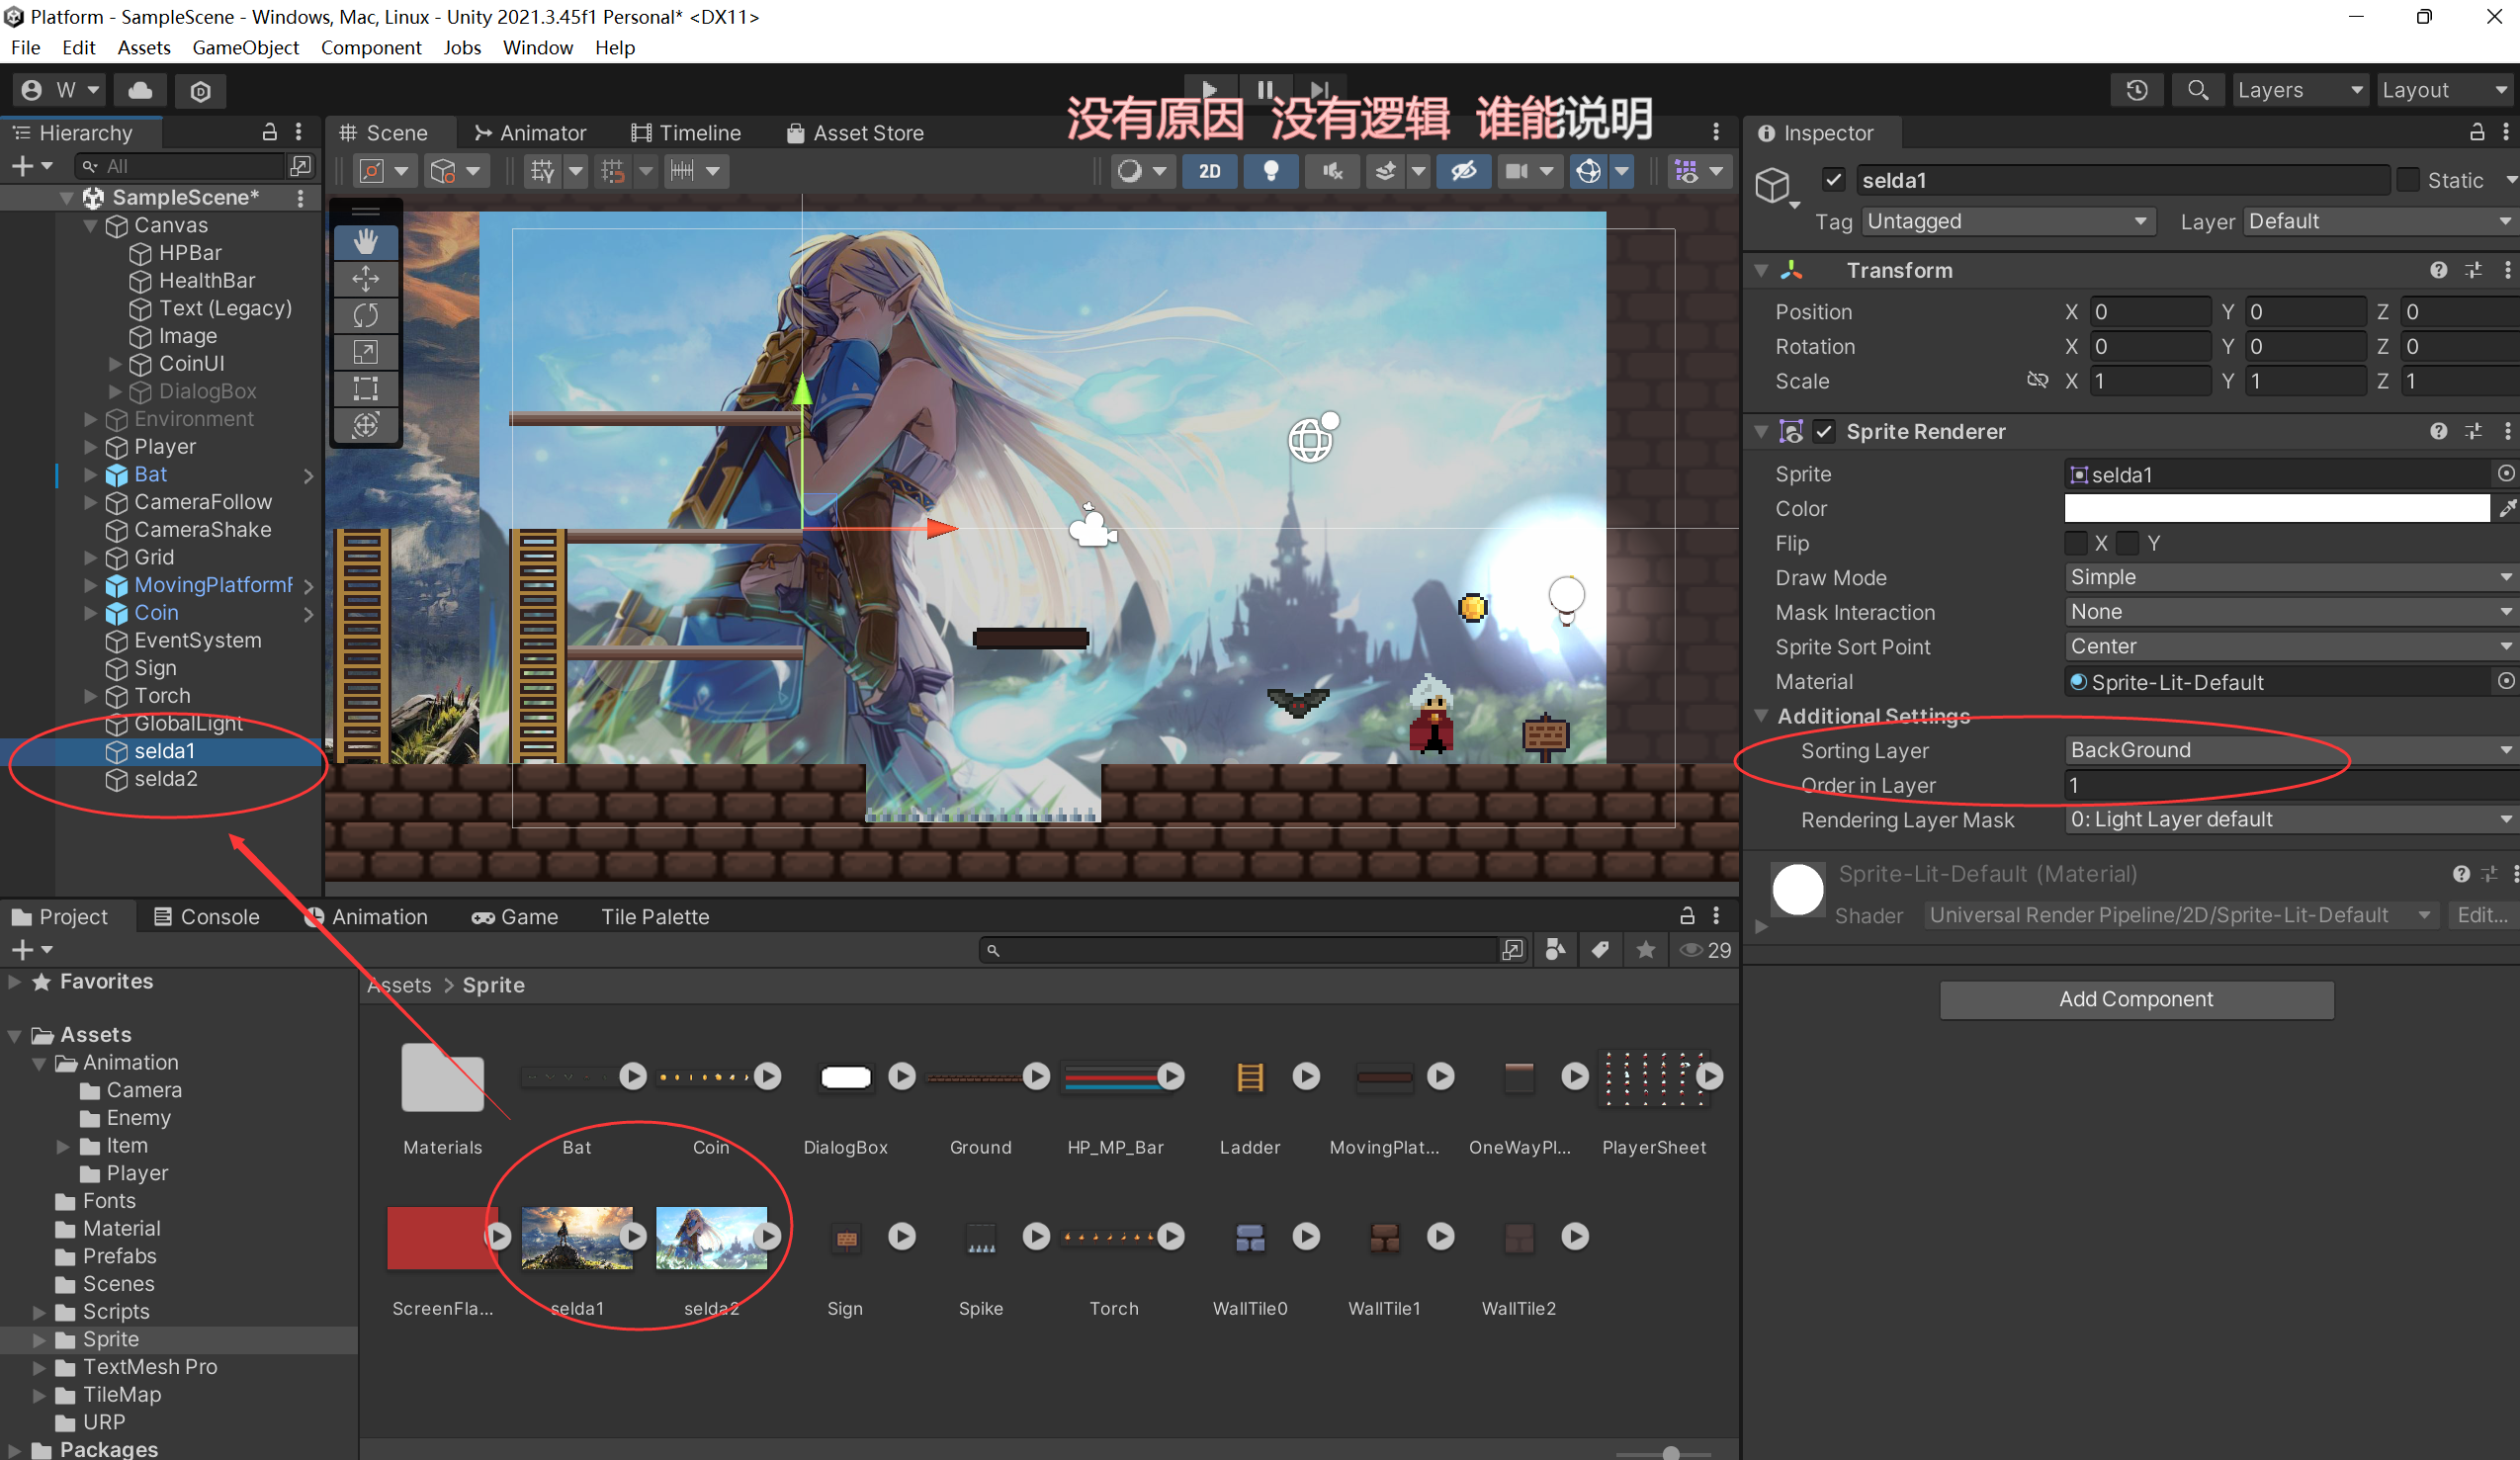 Platform - SampleScene - Windows, Mac, Linux - Unity 2021.3.45f1 Personal* <DX11>
File Edit Assets GameObject Component Jobs Window Help
W
Layers Layout
没有原因 没有逻辑 谁能说明
Hierarchy
All
SampleScene*
Canvas
HPBar
HealthBar
Text (Legacy)
Image
CoinUI
DialogBox
Environment
Player
Bat
CameraFollow
CameraShake
Grid
MovingPlatformF
Coin
EventSystem
Sign
Torch
GlobalLight
selda1
selda2
Scene Animator Timeline Asset Store
2D
Inspector
selda1 Static
Tag Untagged Layer Default
Transform
Position X 0 Y 0 Z 0
Rotation X 0 Y 0 Z 0
Scale X 1 Y 1 Z 1
Sprite Renderer
Sprite selda1
Color
Flip X Y
Draw Mode Simple
Mask Interaction None
Sprite Sort Point Center
Material Sprite-Lit-Default
Additional Settings
Sorting Layer BackGround
Order in Layer 1
Rendering Layer Mask 0: Light Layer default
Sprite-Lit-Default (Material)
Shader Universal Render Pipeline/2D/Sprite-Lit-Default Edit...
Add Component
Project Console Animation Game Tile Palette
29
Favorites
Assets
Animation
Camera
Enemy
Item
Player
Fonts
Material
Prefabs
Scenes
Scripts
Sprite
TextMesh Pro
TileMap
URP
Packages
Assets > Sprite
Materials Bat Coin DialogBox Ground HP_MP_Bar Ladder MovingPlat... OneWayPl... PlayerSheet
ScreenFla... selda1 selda2 Sign Spike Torch WallTile0 WallTile1 WallTile2